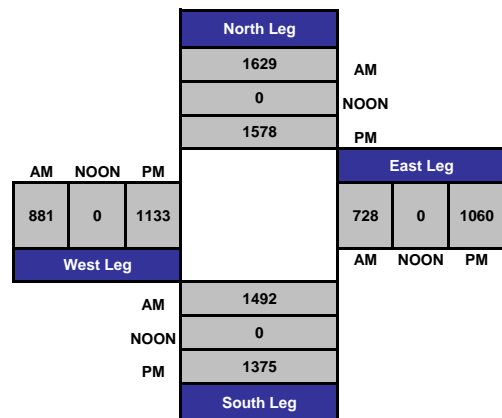 North Leg
1629 AM
0 NOON
1578 PM
AM NOON PM East Leg
881 0 1133 728 0 1060
West Leg AM NOON PM
AM 1492
NOON 0
PM 1375
South Leg